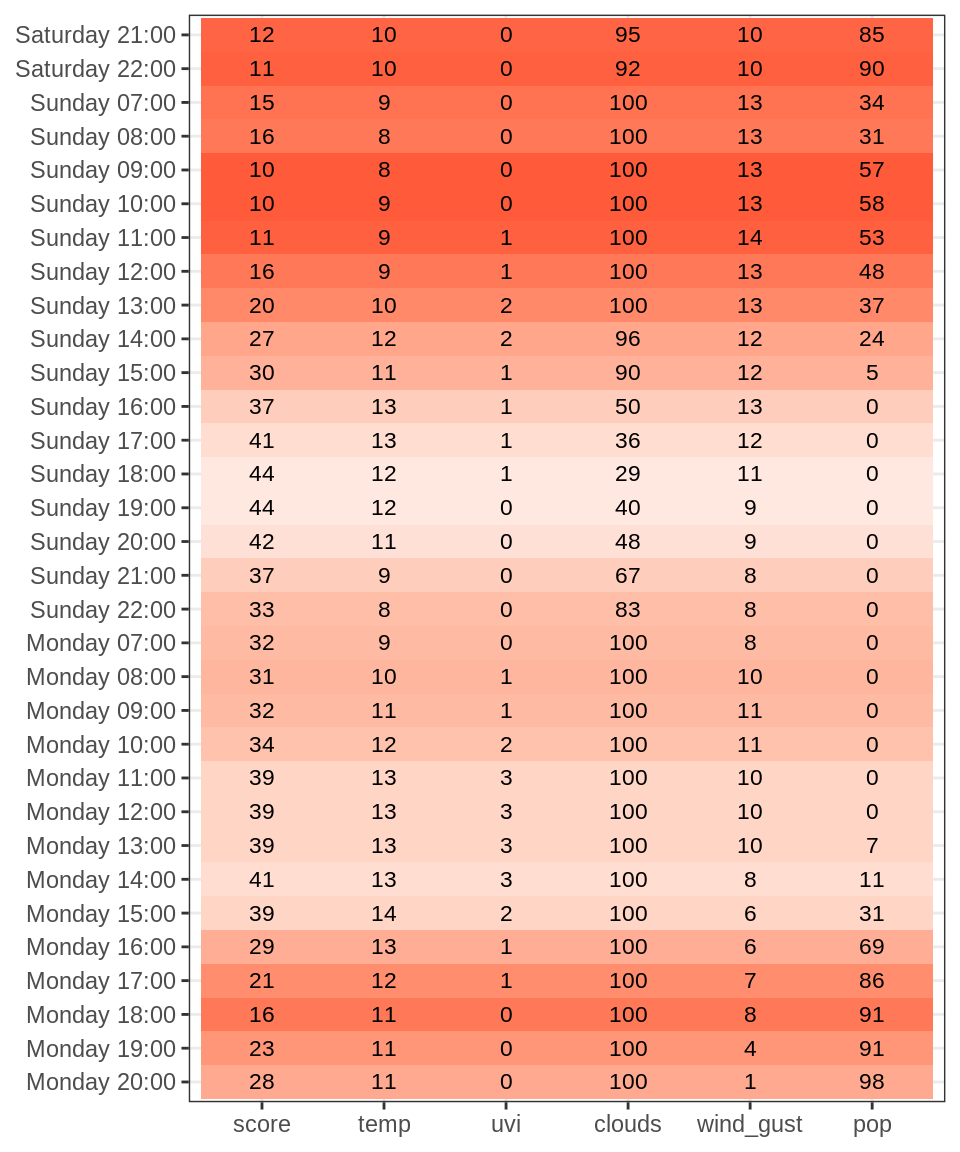 Saturday 21:00 12 10 0 95 10 85
Saturday 22:00 11 10 0 92 10 90
Sunday 07:00 15 9 0 100 13 34
Sunday 08:00 16 8 0 100 13 31
Sunday 09:00 10 8 0 100 13 57
Sunday 10:00 10 9 0 100 13 58
Sunday 11:00 11 9 1 100 14 53
Sunday 12:00 16 9 1 100 13 48
Sunday 13:00 20 10 2 100 13 37
Sunday 14:00 27 12 2 96 12 24
Sunday 15:00 30 11 1 90 12 5
Sunday 16:00 37 13 1 50 13 0
Sunday 17:00 41 13 1 36 12 0
Sunday 18:00 44 12 1 29 11 0
Sunday 19:00 44 12 0 40 9 0
Sunday 20:00 42 11 0 48 9 0
Sunday 21:00 37 9 0 67 8 0
Sunday 22:00 33 8 0 83 8 0
Monday 07:00 32 9 0 100 8 0
Monday 08:00 31 10 1 100 10 0
Monday 09:00 32 11 1 100 11 0
Monday 10:00 34 12 2 100 11 0
Monday 11:00 39 13 3 100 10 0
Monday 12:00 39 13 3 100 10 0
Monday 13:00 39 13 3 100 10 7
Monday 14:00 41 13 3 100 8 11
Monday 15:00 39 14 2 100 6 31
Monday 16:00 29 13 1 100 6 69
Monday 17:00 21 12 1 100 7 86
Monday 18:00 16 11 0 100 8 91
Monday 19:00 23 11 0 100 4 91
Monday 20:00 28 11 0 100 1 98
score temp uvi clouds wind_gust pop